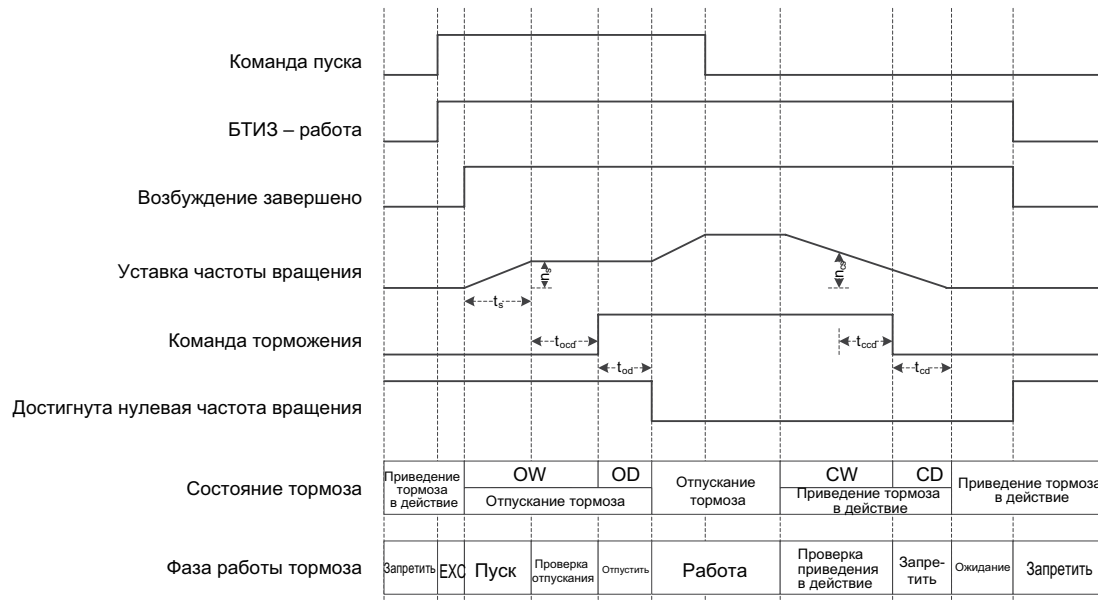 Команда пуска
БТИЗ – работа
Возбуждение завершено
Уставка частоты вращения
ns
ncs
ts
Команда торможения
tocd
tccd
tod
tcd
Достигнута нулевая частота вращения
Состояние тормоза
Приведение
тормоза
в действие
OW
OD
Отпускание тормоза
Отпускание
тормоза
CW
CD
Приведение тормоза
в действие
Приведение тормоза
в действие
Фаза работы тормоза
Запретить
EXC
Пуск
Проверка
отпускания
Отпустить
Работа
Проверка
приведения
в действие
Запре-
тить
Ожидание
Запретить